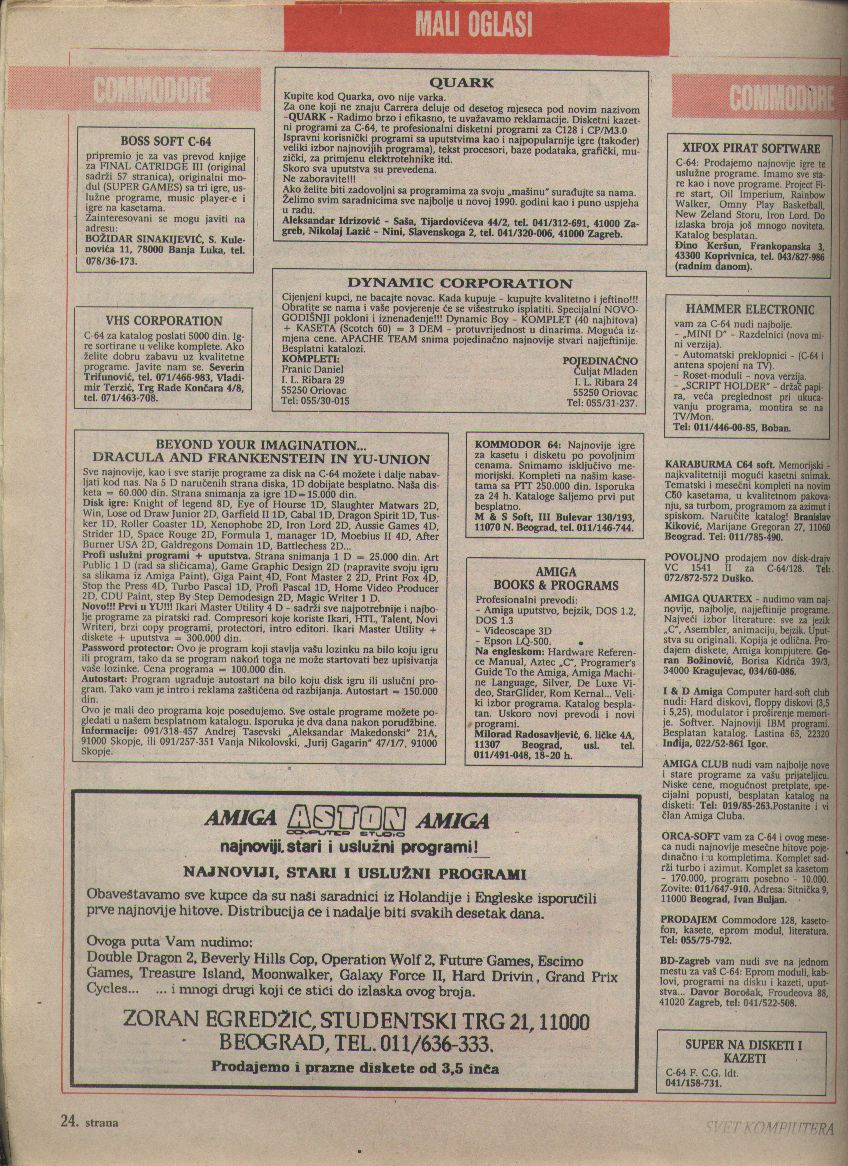 MALI OGLASI
COMMODORE
BOSS SOFT C-64
pripremio je za vas prevod knjige
za FINAL CATRIDGE III (original
sadrži 57 stranica), originalni mo-
dul (SUPER GAMES) sa tri igre, us-
lužne programe, music player-e i
igre na kasetama.
Zainteresovani se mogu javiti na
adresu:
BOŽIDAR SINAKIJEVIĆ, S. Kule-
novića 11, 78000 Banja Luka, tel.
078/36-173.
VHS CORPORATION
C-64 za katalog poslati 5000 din. Ig-
re sortirane u velike komplete. Ako
želite dobru zabavu uz kvalitetne
programe. Javite nam se. Severin
Trifunović, tel. 071/466-983, Vladi-
mir Terzić, Trg Rade Končara 4/8,
tel. 071/463-708.
QUARK
Kupite kod Quarka, ovo nije varka.
Za one koji ne znaju Carrera deluje od desetog mjeseca pod novim nazivom
-QUARK - Radimo brzo i efikasno, te uvažavamo reklamacije. Disketni kazet-
ni programi za C-64, te profesionalni disketni programi za C128 i CP/M3.0
Ispravni korisnički programi sa uputstvima kao i najpopularnije igre (također)
veliki izbor najnovijih programa), tekst procesori, baze podataka, grafički, mu-
zički, za primjenu elektrotehnike itd.
Skoro sva uputstva su prevedena.
Ne zaboravite!!!
Ako želite biti zadovoljni sa programima za svoju „mašinu" surađujte sa nama.
Želimo svim saradnicima sve najbolje u novoj 1990. godini kao i puno uspjeha
u radu.
Aleksandar Idrizović - Saša, Tijardovićeva 44/2, tel. 041/312-691, 41000 Za-
greb, Nikolaj Lazić - Nini, Slavenskoga 2, tel. 041/320-006, 41000 Zagreb.
DYNAMIC CORPORATION
Cijenjeni kupci, ne bacajte novac. Kada kupuje - kupujte kvalitetno i jeftino!!!
Obratite se nama i vaše povjerenje će se višestruko isplatiti. Specijalni NOVO-
GODIŠNJI pokloni i iznenađenje!!! Dynamic Boy - KOMPLET (40 najhitova)
+ KASETA (Scotch 60) = 3 DEM - protuvrijednost u dinarima. Moguća iz-
mjena cene. APACHE TEAM snima pojedinačno najnovije stvari najjeftinije.
Besplatni katalozi.
KOMPLETI:
Franic Daniel
I. L. Ribara 29
55250 Oriovac
Tel: 055/30-015
POJEDINAČNO
Čuljat Mladen
I. L. Ribara 24
55250 Oriovac
Tel: 055/31-237.
BEYOND YOUR IMAGINATION...
DRACULA AND FRANKENSTEIN IN YU-UNION
Sve najnovije, kao i sve starije programe za disk na C-64 možete i dalje nabav-
ljati kod nas. Na 5 D naručenih strana diska, 1D dobijate besplatno. Naša dis-
keta = 60.000 din. Strana snimanja za igre 1D=15.000 din.
Disk igre: Knight of legend 8D, Eye of Hourse 1D, Slaughter Matwars 2D,
Win, Lose od Draw Junior 2D, Garfield II 1D, Cabal 1D, Dragon Spirit 1D, Tus-
ker 1D, Roller Coaster 1D, Xenophobe 2D, Iron Lord 2D, Aussie Games 4D,
Strider 1D, Space Rouge 2D, Formula 1, manager 1D, Moebius II 4D, After
Burner USA 2D, Galdregons Domain 1D, Battlechess 2D...
Profi uslužni programi + uputstva. Strana snimanja 1 D = 25.000 din. Art
Public 1 D (rad sa sličicama), Game Graphic Design 2D (napravite svoju igru
sa slikama iz Amiga Paint), Giga Paint 4D, Font Master 2 2D, Print Fox 4D,
Stop the Press 4D, Turbo Pascal 1D, Profi Pascal 1D, Home Video Producer
2D, CDU Paint, step By Step Demodesign 2D, Magic Writer 1 D.
Novo!!! Prvi u YU!!! Ikari Master Utility 4 D - sadrži sve najpotrebnije i najbo-
lje programe za piratski rad. Compresori koje koriste Ikari, HTL, Talent, Novi
Writeri, brzi copy programi, protectori, intro editori. Ikari Master Utility +
diskete + uputstva = 300.000 din.
Password protector: Ovo je program koji stavlja vašu lozinku na bilo koju igru
ili program, tako da se program nakon toga ne može startovati bez upisivanja
vaše lozinke. Cena programa = 100.000 din.
Autostart: Program ugrađuje autostart na bilo koju disk igru ili uslučni pro-
gram. Tako vam je intro i reklama zaštićena od razbijanja. Autostart = 150.000
din.
Ovo je mali deo programa koje posedujemo. Sve ostale programe možete po-
gledati u našem besplatnom katalogu. Isporuka je dva dana nakon porudžbine.
Informacije: 091/318-457 Andrej Tasevski „Aleksandar Makedonski" 21A,
91000 Skopje, ili 091/257-351 Vanja Nikolovski, „Jurij Gagarin" 47/1/7, 91000
Skopje.
KOMMODOR 64: Najnovije igre
za kasetu i disketu po povoljnim
cenama. Snimamo isključivo me-
morijski. Kompleti na našim kase-
tama sa PTT 250.000 din. Isporuka
za 24 h. Kataloge šaljemo prvi put
besplatno.
M & S Soft, III Bulevar 130/193,
11070 N. Beograd, tel. 011/146-744.
AMIGA
BOOKS & PROGRAMS
Profesionalni prevodi:
- Amiga uputstvo, bejzik, DOS 1.2,
DOS 1.3
- Videoscape 3D
- Epson LQ-500.
Na engleskom: Hardware Referen-
ce Manual, Aztec „C", Programer's
Guide To the Amiga, Amiga Machi-
ne Language, Silver, De Luxe Vi-
deo, StarGlider, Rom Kernal... Veli-
ki izbor programa. Katalog bespla-
tan. Uskoro novi prevodi i novi
programi.
Milorad Radosavljević, 6. ličke 4A,
11307 Beograd, usl. tel.
011/491-048, 18-20 h.
AMIGA ASTON AMIGA
COMPUTER STUDIO
najnoviji, stari i uslužni programi!
NAJNOVIJI, STARI I USLUŽNI PROGRAMI
Obaveštavamo sve kupce da su naši saradnici iz Holandije i Engleske isporučili
prve najnovije hitove. Distribucija će i nadalje biti svakih desetak dana.
Ovoga puta Vam nudimo:
Double Dragon 2, Beverly Hills Cop, Operation Wolf 2, Future Games, Escimo
Games, Treasure Island, Moonwalker, Galaxy Force II, Hard Drivin, Grand Prix
Cycles... ... i mnogi drugi koji će stići do izlaska ovog broja.
ZORAN EGREDŽIĆ, STUDENTSKI TRG 21, 11000
BEOGRAD, TEL. 011/636-333.
Prodajemo i prazne diskete od 3,5 inča
COMMODORE
XIFOX PIRAT SOFTWARE
C-64: Prodajemo najnovije igre te
uslužne programe. Imamo sve sta-
re kao i nove programe. Project Fi-
re start, Oil Imperium, Rainbow
Walker, Omny Play Basketball,
New Zeland Storu, Iron Lord. Do
izlaska broja još mnogo noviteta.
Katalog besplatan.
Dino Keršun, Frankopanska 3,
43300 Koprivnica, tel. 043/827-986
(radnim danom).
HAMMER ELECTRONIC
vam za C-64 nudi najbolje.
- „MINI D" - Razdelnici (nova mi-
ni verzija).
- Automatski preklopnici - (C-64 i
antena spojeni na TV).
- Roset-moduli - nova verzija.
- „SCRIPT HOLDER" - držač papi-
ra, veća preglednost pri ukuca-
vanju programa, montira se na
TV/Mon.
Tel: 011/446-00-85, Boban.
KARABURMA C64 soft. Memorijski -
najkvalitetniji mogući kasetni snimak.
Tematski i mesečni kompleti na novim
C60 kasetama, u kvalitetnom pakova-
nju, sa turbom, programom za azimut i
spiskom. Naručite katalog! Branislav
Kiković, Marijane Gregoran 27, 11060
Beograd. Tel: 011/785-490.
POVOLJNO prodajem nov disk-drajv
VC 1541 II za C-64/128. Tel:
072/872-572 Duško.
AMIGA QUARTEX - nudimo vam naj-
novije, najbolje, najjeftinije programe.
Najveći izbor literature: sve za jezik
„C", Asembler, animaciju, bejzik. Uput-
stva su originali. Kopija je odlična. Pro-
dajem diskete, Amiga kompjutere. Go-
ran Božinović, Borisa Kidriča 39/3,
34000 Kragujevac, 034/60-086.
I & D Amiga Computer hard-soft club
nudi: Hard diskovi, floppy diskovi (3,5
i 5,25), modulator i proširenje memori-
je. Softver. Najnoviji IBM programi.
Besplatan katalog. Lastina 65, 22320
Inđija, 022/52-861 Igor.
AMIGA CLUB nudi vam najbolje nove
i stare programe za vašu prijateljicu.
Niske cene, mogućnost pretplate, spe-
cijalni popusti, besplatan katalog na
disketi: Tel: 019/85-263.Postanite i vi
član Amiga Cluba.
ORCA-SOFT vam za C-64 i ovog mese-
ca nudi najnovije mesečne hitove poje-
dinačno i u kompletima. Komplet sad-
rži turbo i azimut. Komplet sa kasetom
- 170.000, program posebno - 10.000.
Zovite: 011/647-910. Adresa: Sitnička 9,
11000 Beograd, Ivan Buljan.
PRODAJEM Commodore 128, kaseto-
fon, kasete, eprom modul, literatura.
Tel: 055/75-792.
BD-Zagreb vam nudi sve na jednom
mestu za vaš C-64: Eprom moduli, kab-
lovi, programi na disku i kazeti, uput-
stva... Davor Borošak, Froudeova 88,
41020 Zagreb, tel: 041/522-508.
SUPER NA DISKETI I
KAZETI
C-64 F. C.G. ldt.
041/158-731.
24. strana
SVET KOMPJUTERA